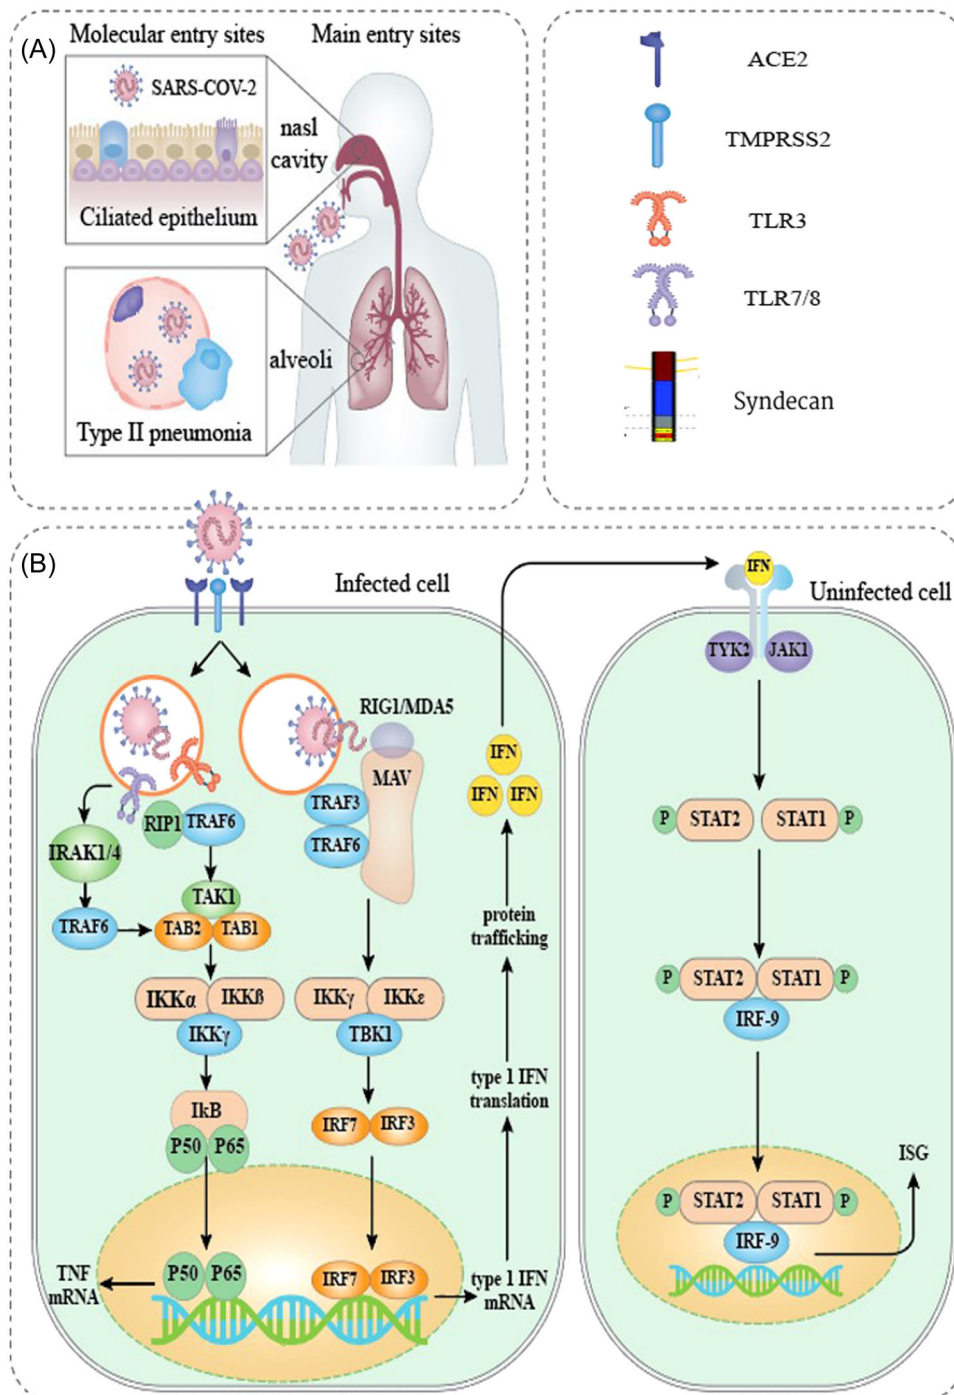 (A)
Molecular entry sites
Main entry sites
SARS-COV-2
nasl
cavity
Ciliated epithelium
alveoli
Type II pneumonia
ACE2
TMPRSS2
TLR3
TLR7/8
Syndecan
(B)
Infected cell
RIG1/MDA5
MAV
TRAF3
TRAF6
RIP1
TRAF6
IRAK1/4
TAK1
TRAF6
TAB2
TAB1
IKKα
IKKß
IKKγ
IKKγ
IKKε
TBK1
IkB
P50
P65
IRF7
IRF3
P50
P65
IRF7
IRF3
TNF
mRNA
type 1 IFN
mRNA
type 1 IFN
translation
protein
trafficking
IFN
IFN
IFN
IFN
Uninfected cell
TYK2
JAK1
P
STAT2
STAT1
P
P
STAT2
STAT1
P
IRF-9
ISG
P
STAT2
STAT1
P
IRF-9